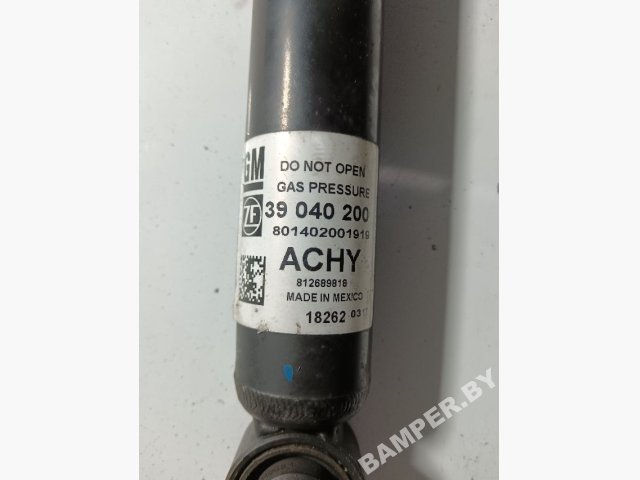 GM
DO NOT OPEN
GAS PRESSURE
ZF
39 040 200
801402001919
ACHY
812689818
MADE IN MEXICO
18262
BAMPER.BY